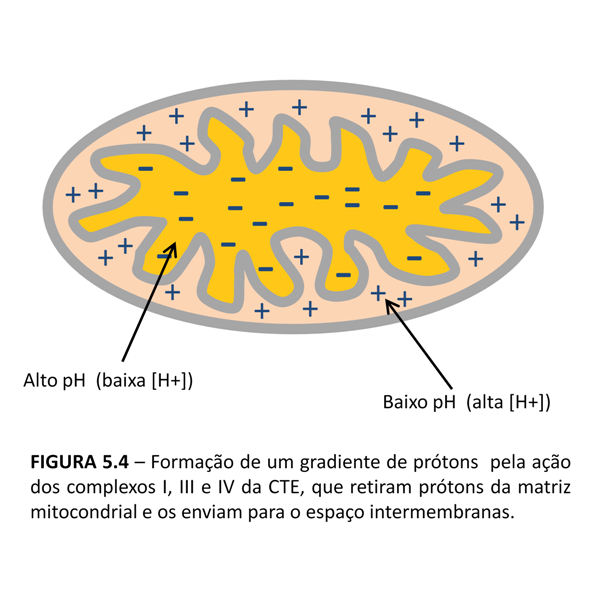 Alto pH (baixa [H+])
Baixo pH (alta [H+])
FIGURA 5.4 – Formação de um gradiente de prótons pela ação
dos complexos I, III e IV da CTE, que retiram prótons da matriz
mitocondrial e os enviam para o espaço intermembranas.